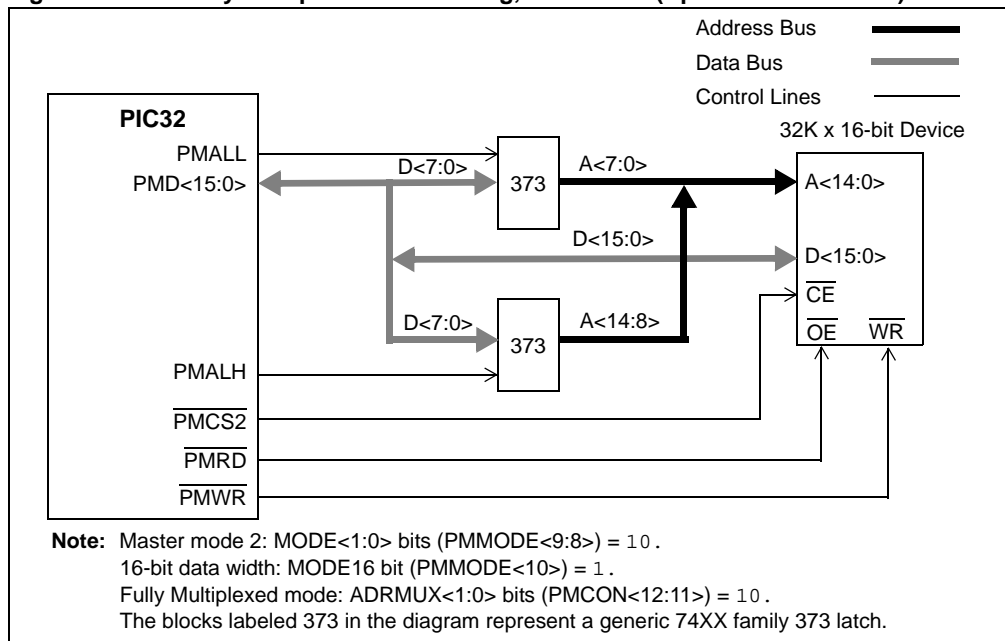 Address Bus
Data Bus
Control Lines
32K x 16-bit Device
PIC32
PMALL
PMD<15:0>
D<7:0>
373
A<7:0>
A<14:0>
D<15:0>
D<15:0>
CE
D<7:0>
373
A<14:8>
OE WR
PMALH
PMCS2
PMRD
PMWR
Note: Master mode 2: MODE<1:0> bits (PMMODE<9:8>) = 10.
16-bit data width: MODE16 bit (PMMODE<10>) = 1.
Fully Multiplexed mode: ADRMUX<1:0> bits (PMCON<12:11>) = 10.
The blocks labeled 373 in the diagram represent a generic 74XX family 373 latch.